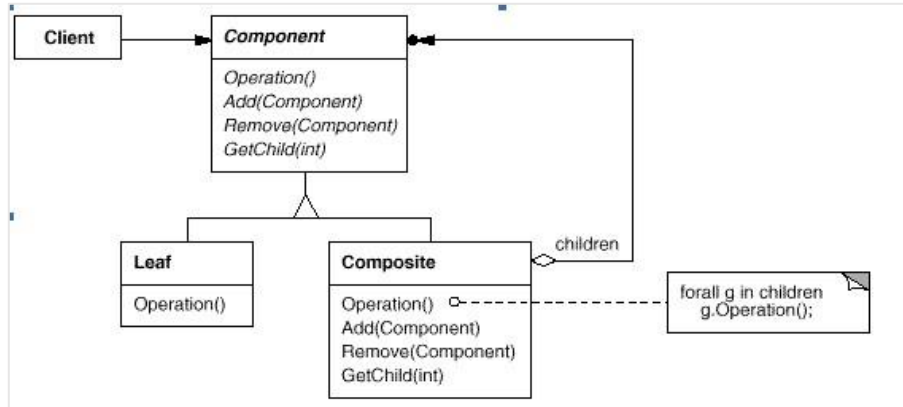 Client
Component
Operation()
Add(Component)
Remove(Component)
GetChild(int)
Leaf
Operation()
Composite
Operation()
Add(Component)
Remove(Component)
GetChild(int)
children
forall g in children
g.Operation();